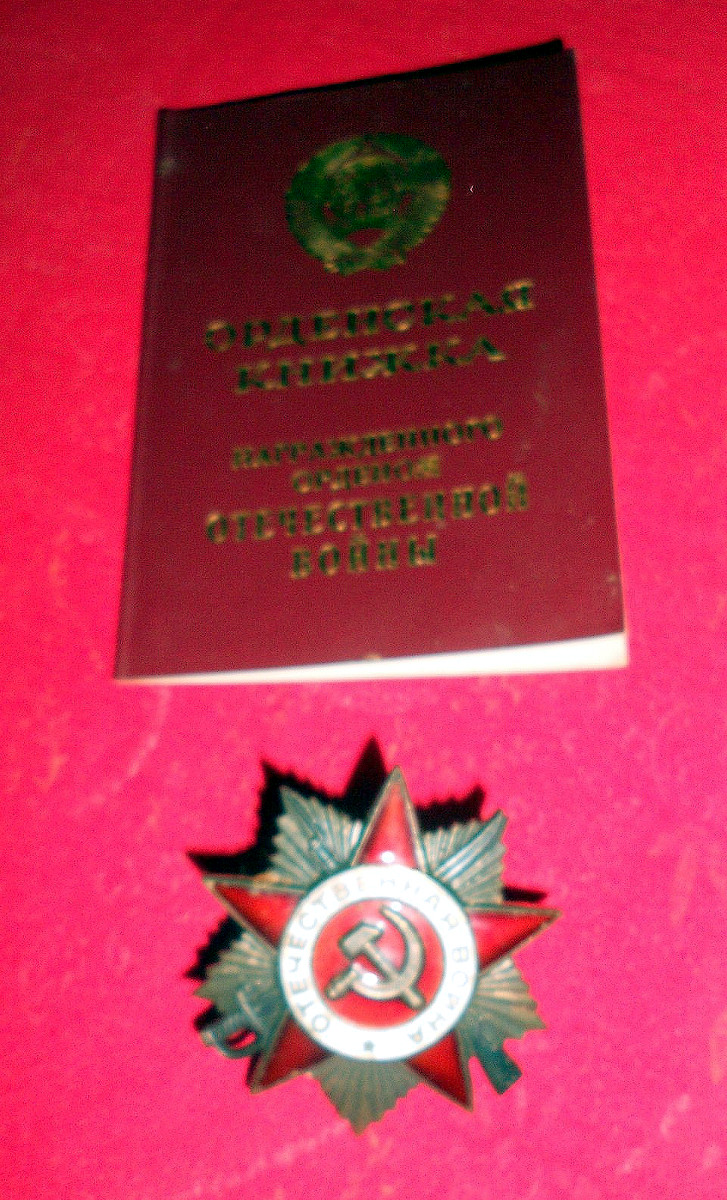 ОРДЕНСКАЯ
КНИЖКА
НАГРАЖДЕННОГО
ОРДЕНОМ
ОТЕЧЕСТВЕННОЙ
ВОЙНЫ
ОТЕЧЕСТВЕННАЯ ВОЙНА